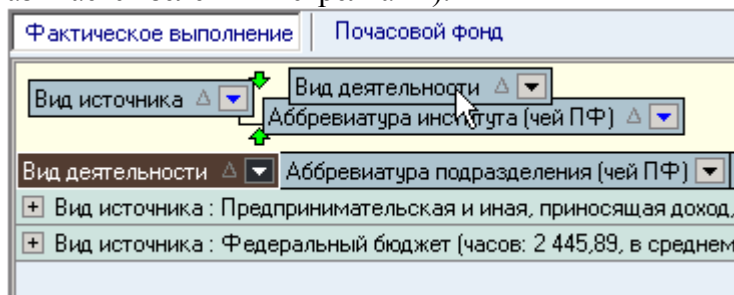 Фактическое выполнение Почасовой фонд
Вид деятельности
Вид источника
Аббревиатура института (чей ПФ)
Вид деятельности Аббревиатура подразделения (чей ПФ)
Вид источника : Предпринимательская и иная, приносящая доход,
Вид источника : Федеральный бюджет (часов: 2 445,89, в среднем